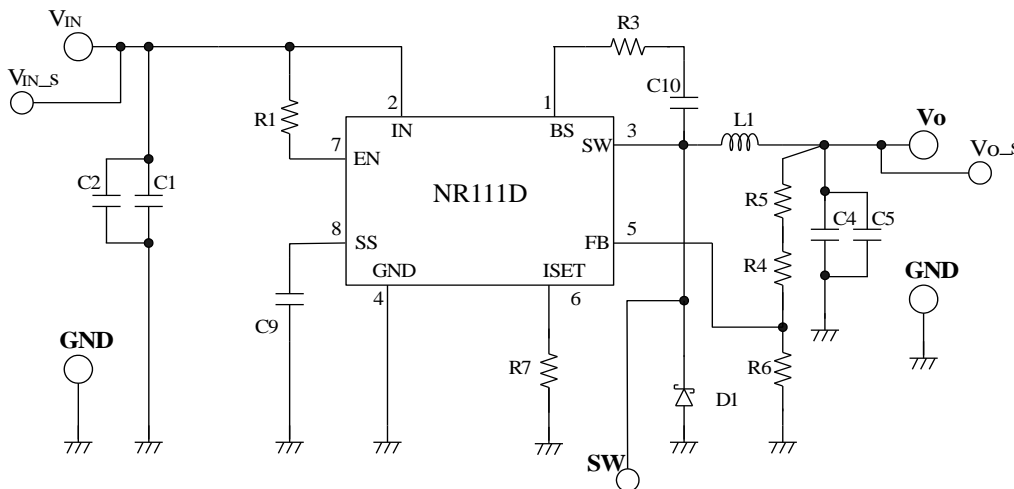 VIN
R3
VIN_S
C10
2
1
L1
Vo
R1
IN
BS
SW
3
7
EN
Vo_S
C2
C1
NR111D
R5
C4
C5
8
SS
FB
5
GND
ISET
R4
GND
4
6
C9
GND
R7
R6
D1
SW